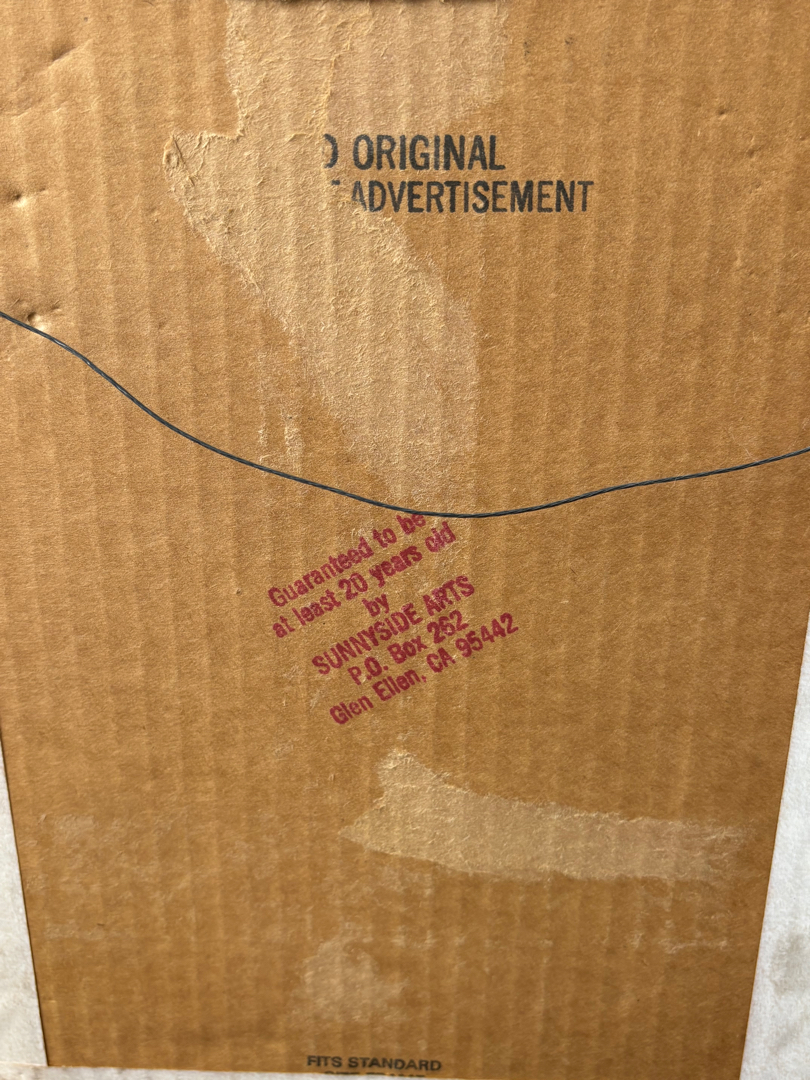 ORIGINAL
ADVERTISEMENT
Guaranteed to be
at least 20 years old
by
SUNNYSIDE ARTS
P.O. Box 262
Glen Ellen, CA 95442
FITS STANDARD